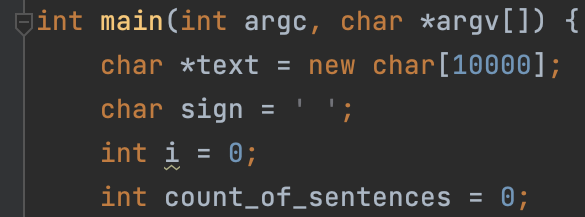 int main(int argc, char *argv[]) {
    char *text = new char[10000];
    char sign = ' ';
    int i = 0;
    int count_of_sentences = 0;